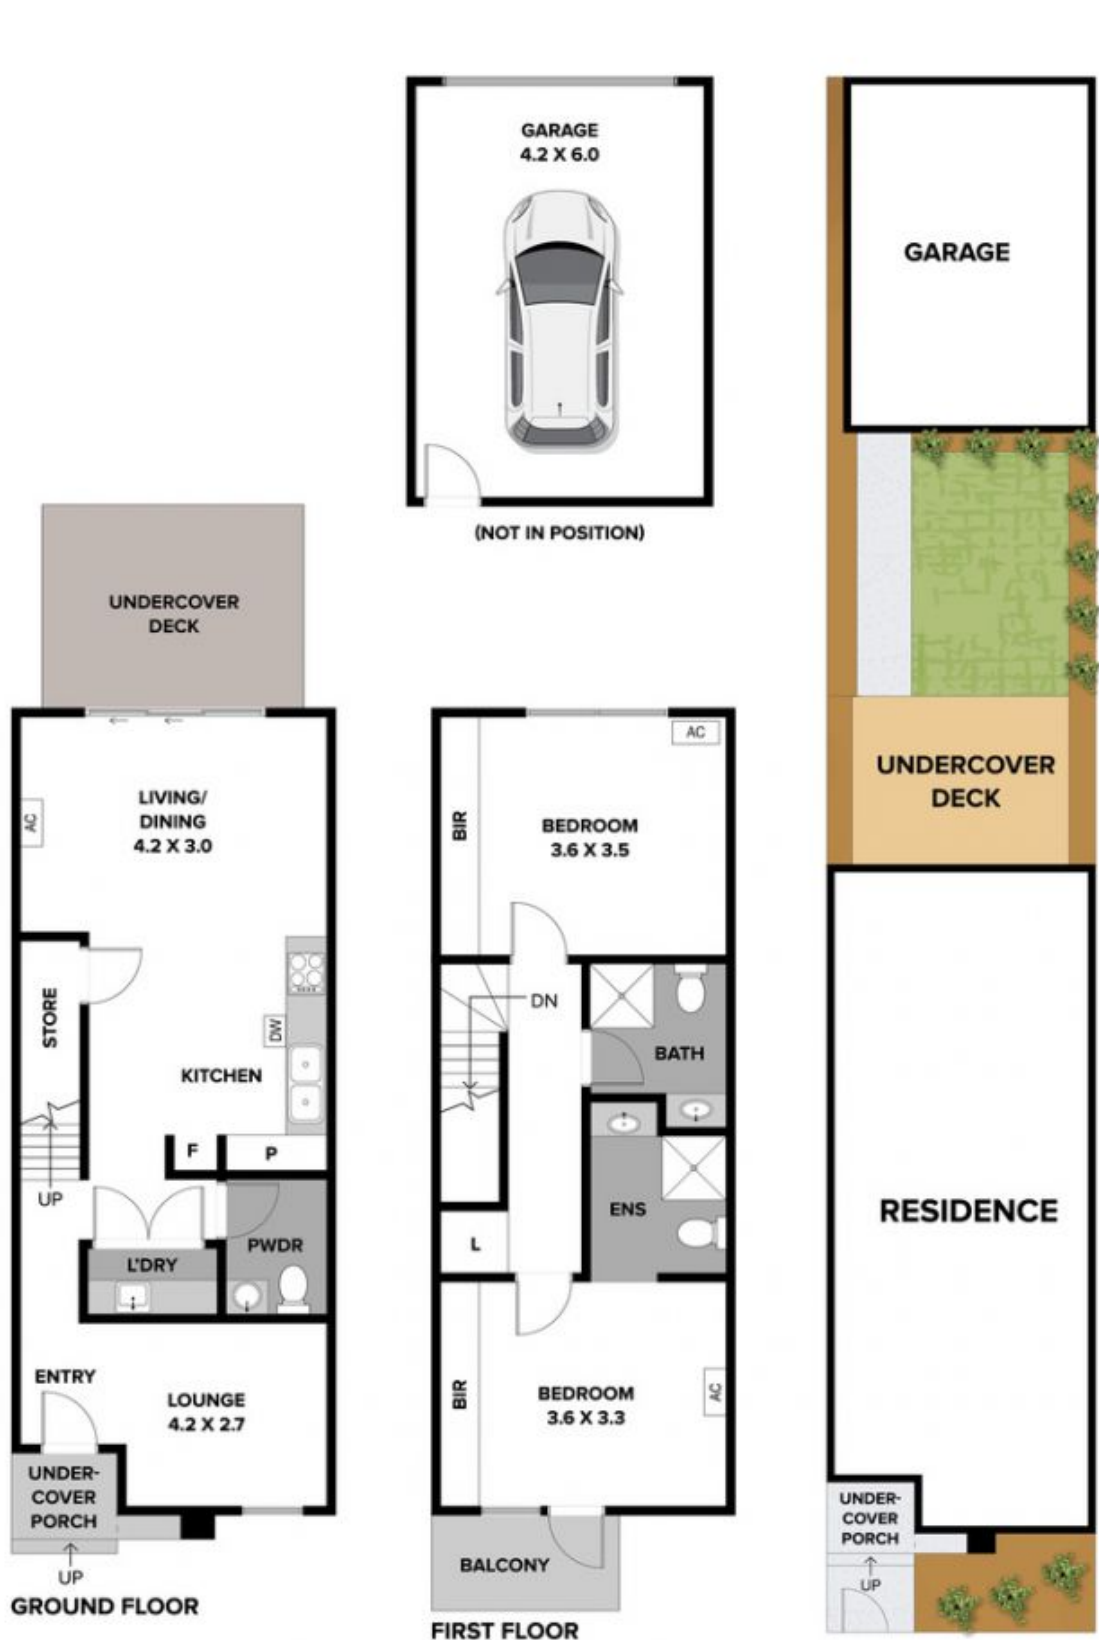 GARAGE
4.2 X 6.0
(NOT IN POSITION)
UNDERCOVER
DECK
LIVING/
DINING
4.2 X 3.0
AC
STORE
DW
KITCHEN
F
P
UP
L'DRY
PWDR
ENTRY
LOUNGE
4.2 X 2.7
UNDER-
COVER
PORCH
UP
GROUND FLOOR
AC
BIR
BEDROOM
3.6 X 3.5
DN
BATH
ENS
L
BIR
BEDROOM
3.6 X 3.3
AC
BALCONY
FIRST FLOOR
GARAGE
UNDERCOVER
DECK
RESIDENCE
UNDER-
COVER
PORCH
UP